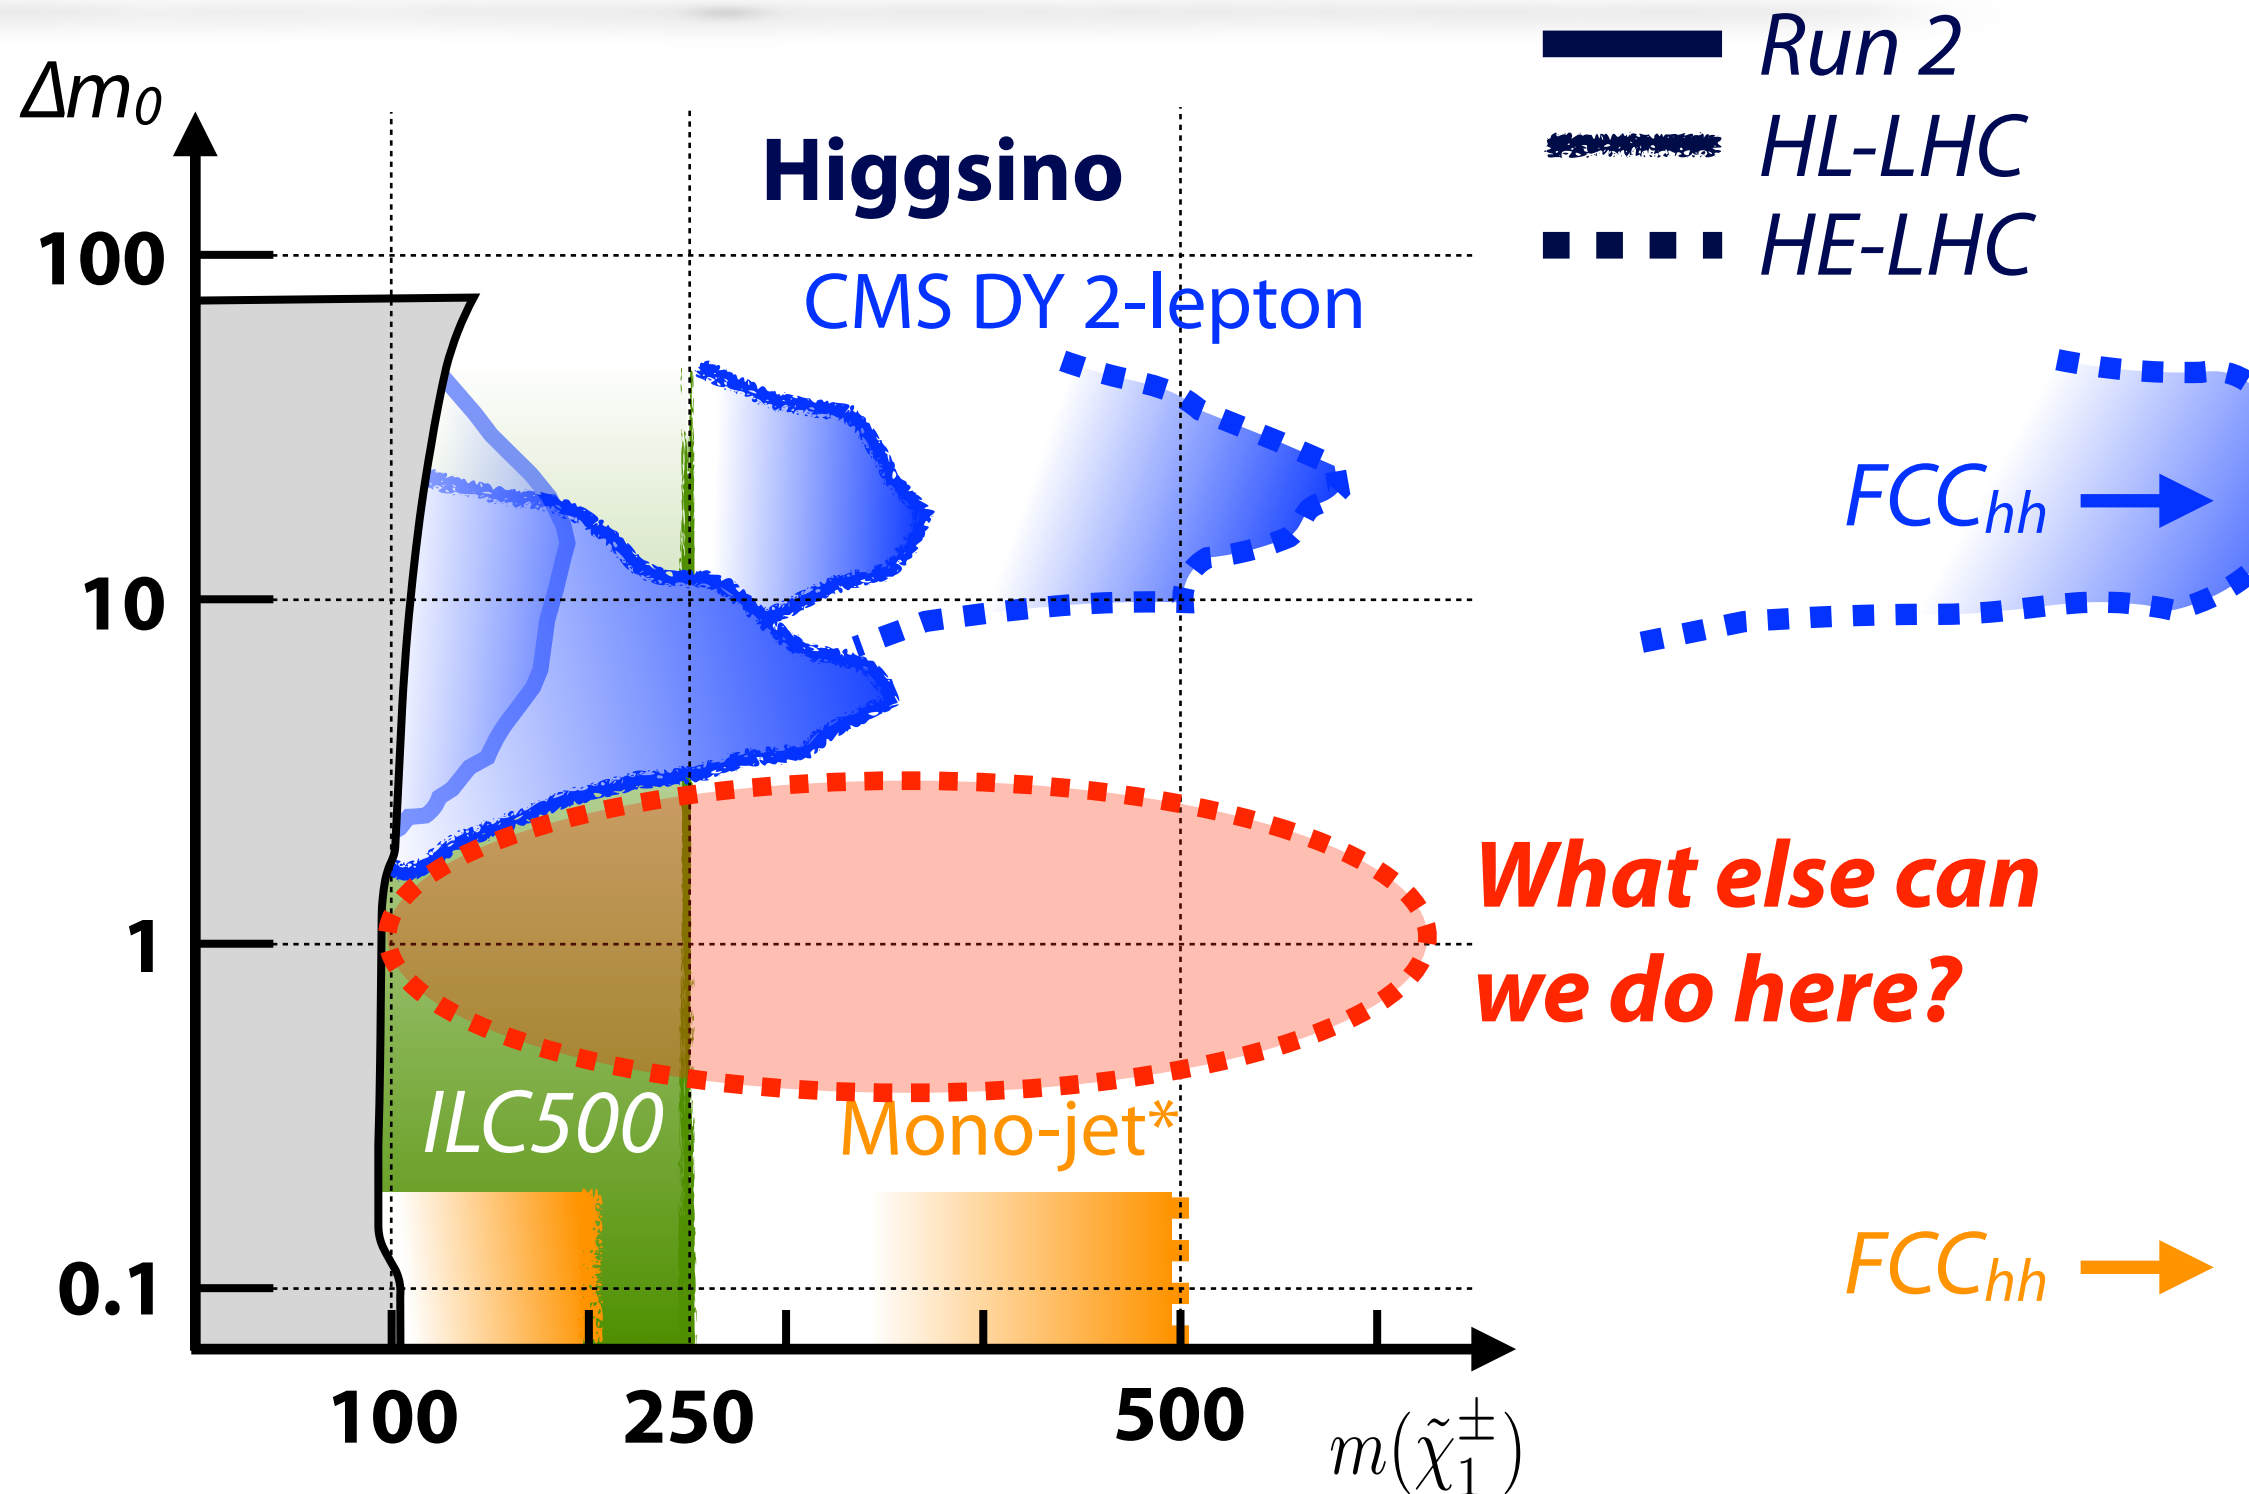 Run 2
Δm₀
HL-LHC
Higgsino
HE-LHC
100
CMS DY 2-lepton
FCChh
10
What else can
we do here?
1
ILC500
Mono-jet*
FCChh
0.1
100
250
500
m(χ̃₁±)